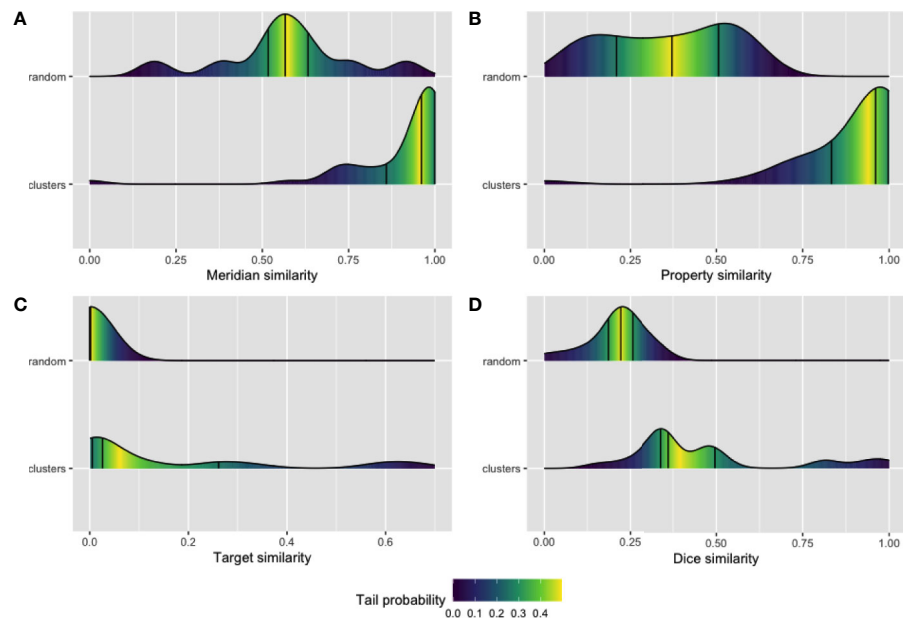 A
random
clusters
0.00 0.25 0.50 0.75 1.00
Meridian similarity
B
random
clusters
0.00 0.25 0.50 0.75 1.00
Property similarity
C
random
clusters
0.0 0.2 0.4 0.6
Target similarity
D
random
clusters
0.00 0.25 0.50 0.75 1.00
Dice similarity
Tail probability
0.0 0.1 0.2 0.3 0.4